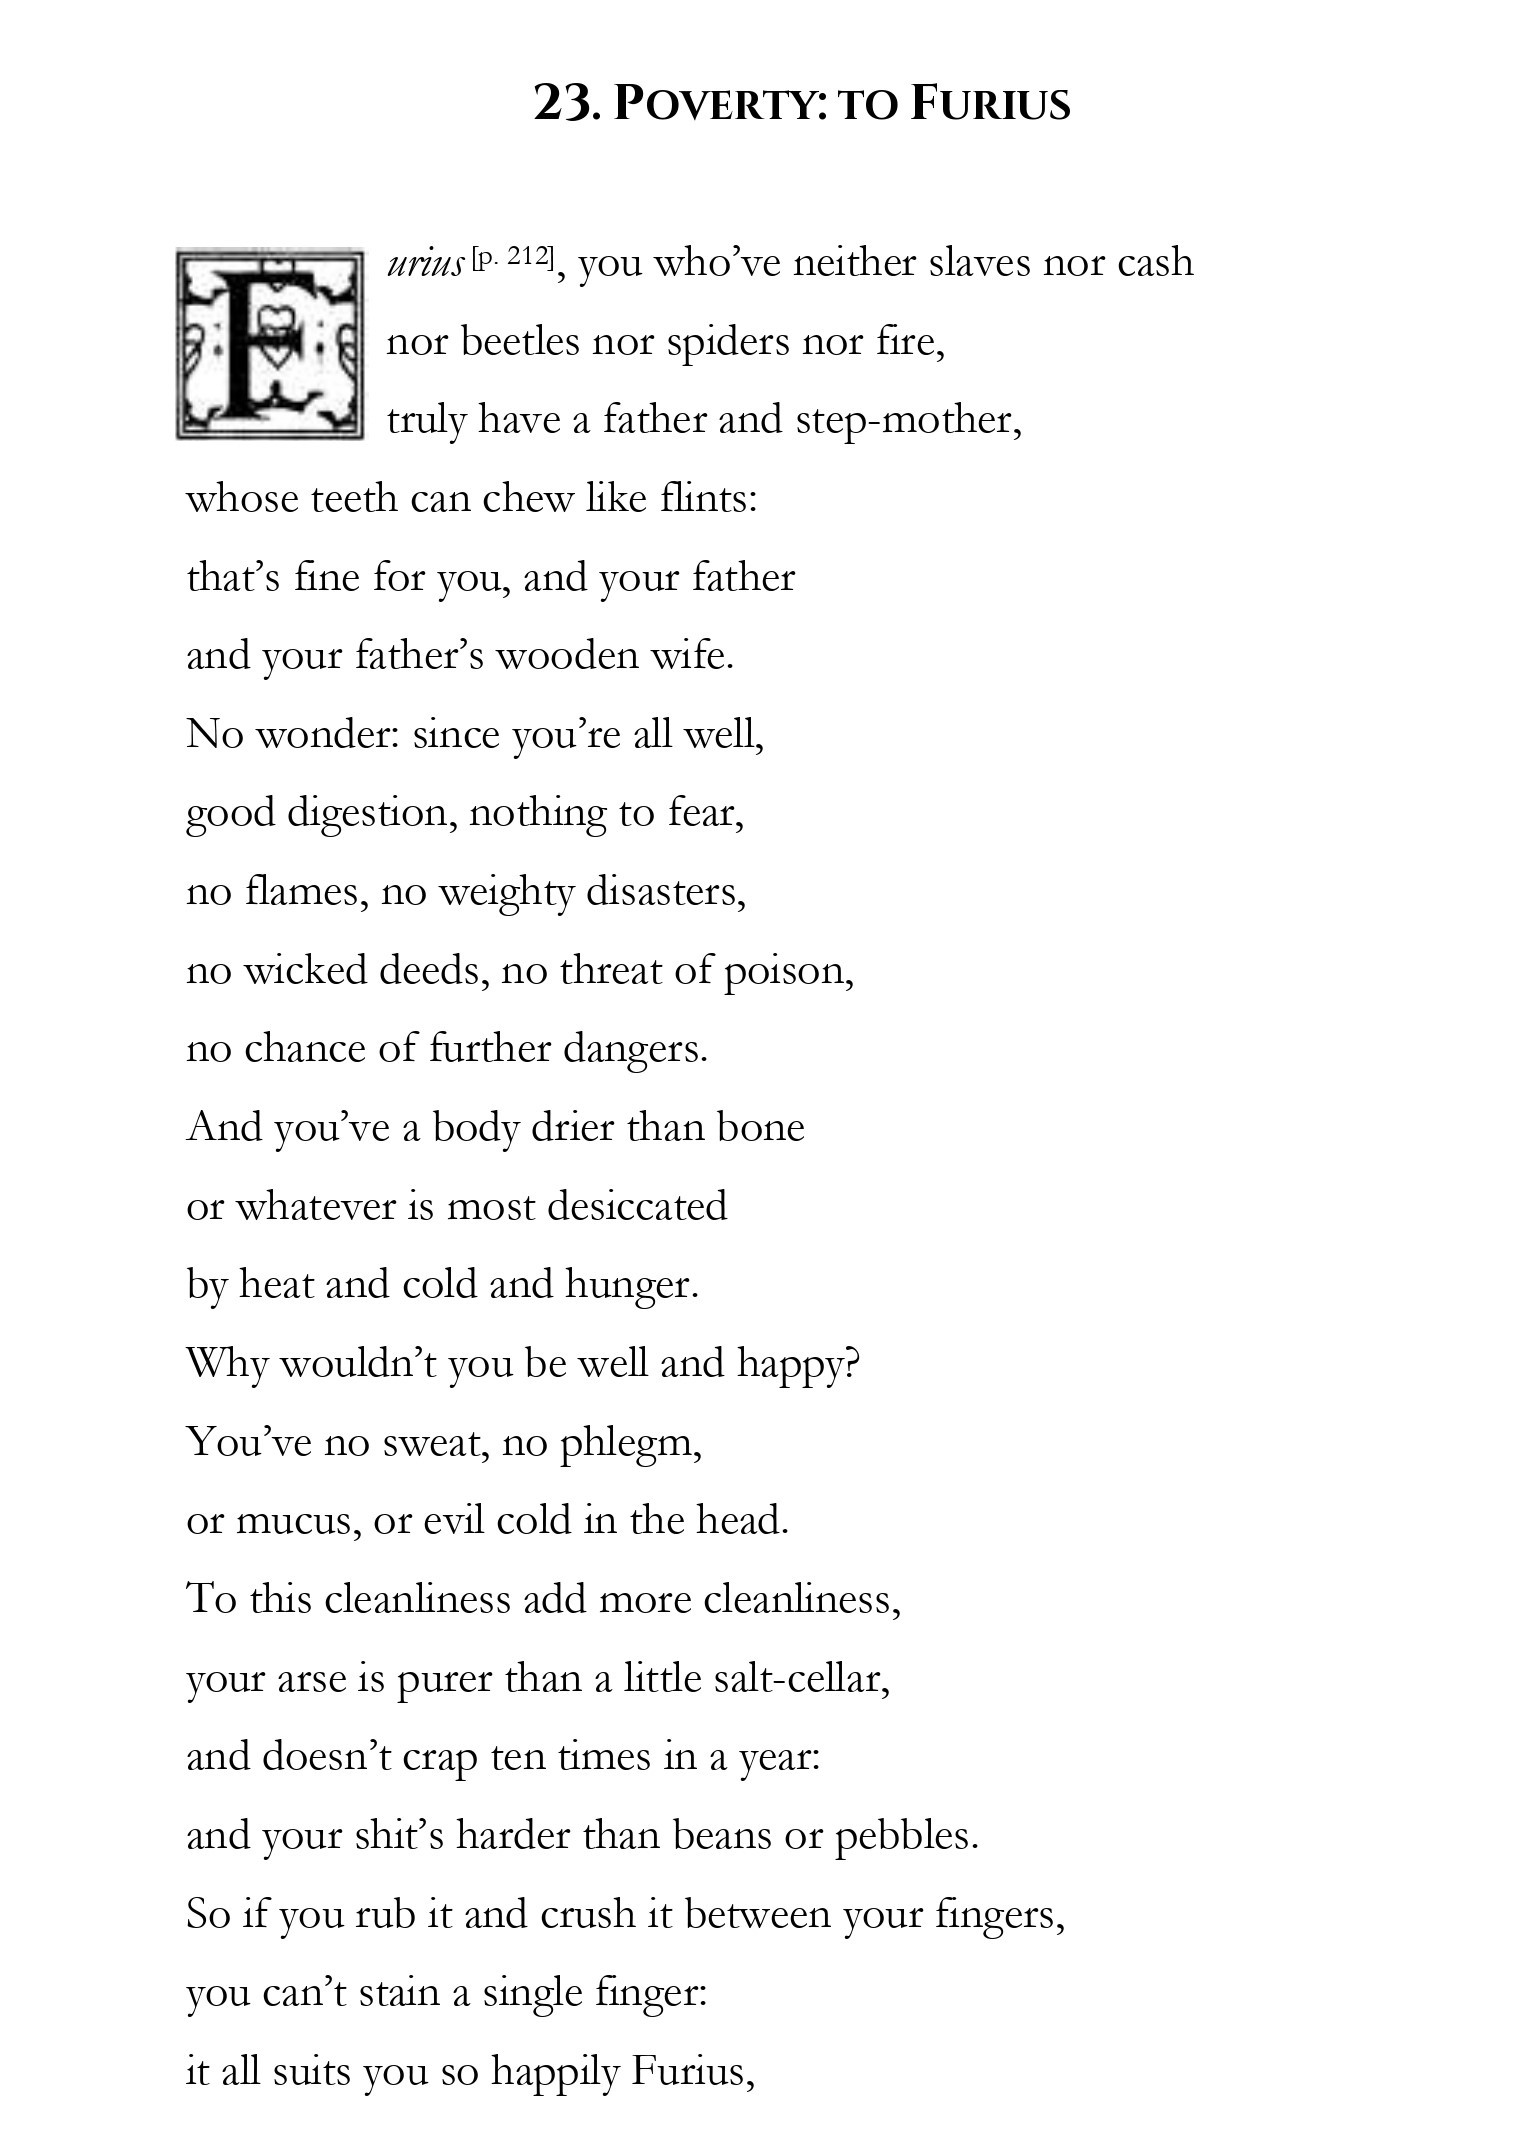 23. Poverty: to Furius
Furius [p. 212], you who’ve neither slaves nor cash
nor beetles nor spiders nor fire,
truly have a father and step-mother,
whose teeth can chew like flints:
that’s fine for you, and your father
and your father’s wooden wife.
No wonder: since you’re all well,
good digestion, nothing to fear,
no flames, no weighty disasters,
no wicked deeds, no threat of poison,
no chance of further dangers.
And you’ve a body drier than bone
or whatever is most desiccated
by heat and cold and hunger.
Why wouldn’t you be well and happy?
You’ve no sweat, no phlegm,
or mucus, or evil cold in the head.
To this cleanliness add more cleanliness,
your arse is purer than a little salt-cellar,
and doesn’t crap ten times in a year:
and your shit’s harder than beans or pebbles.
So if you rub it and crush it between your fingers,
you can’t stain a single finger:
it all suits you so happily Furius,